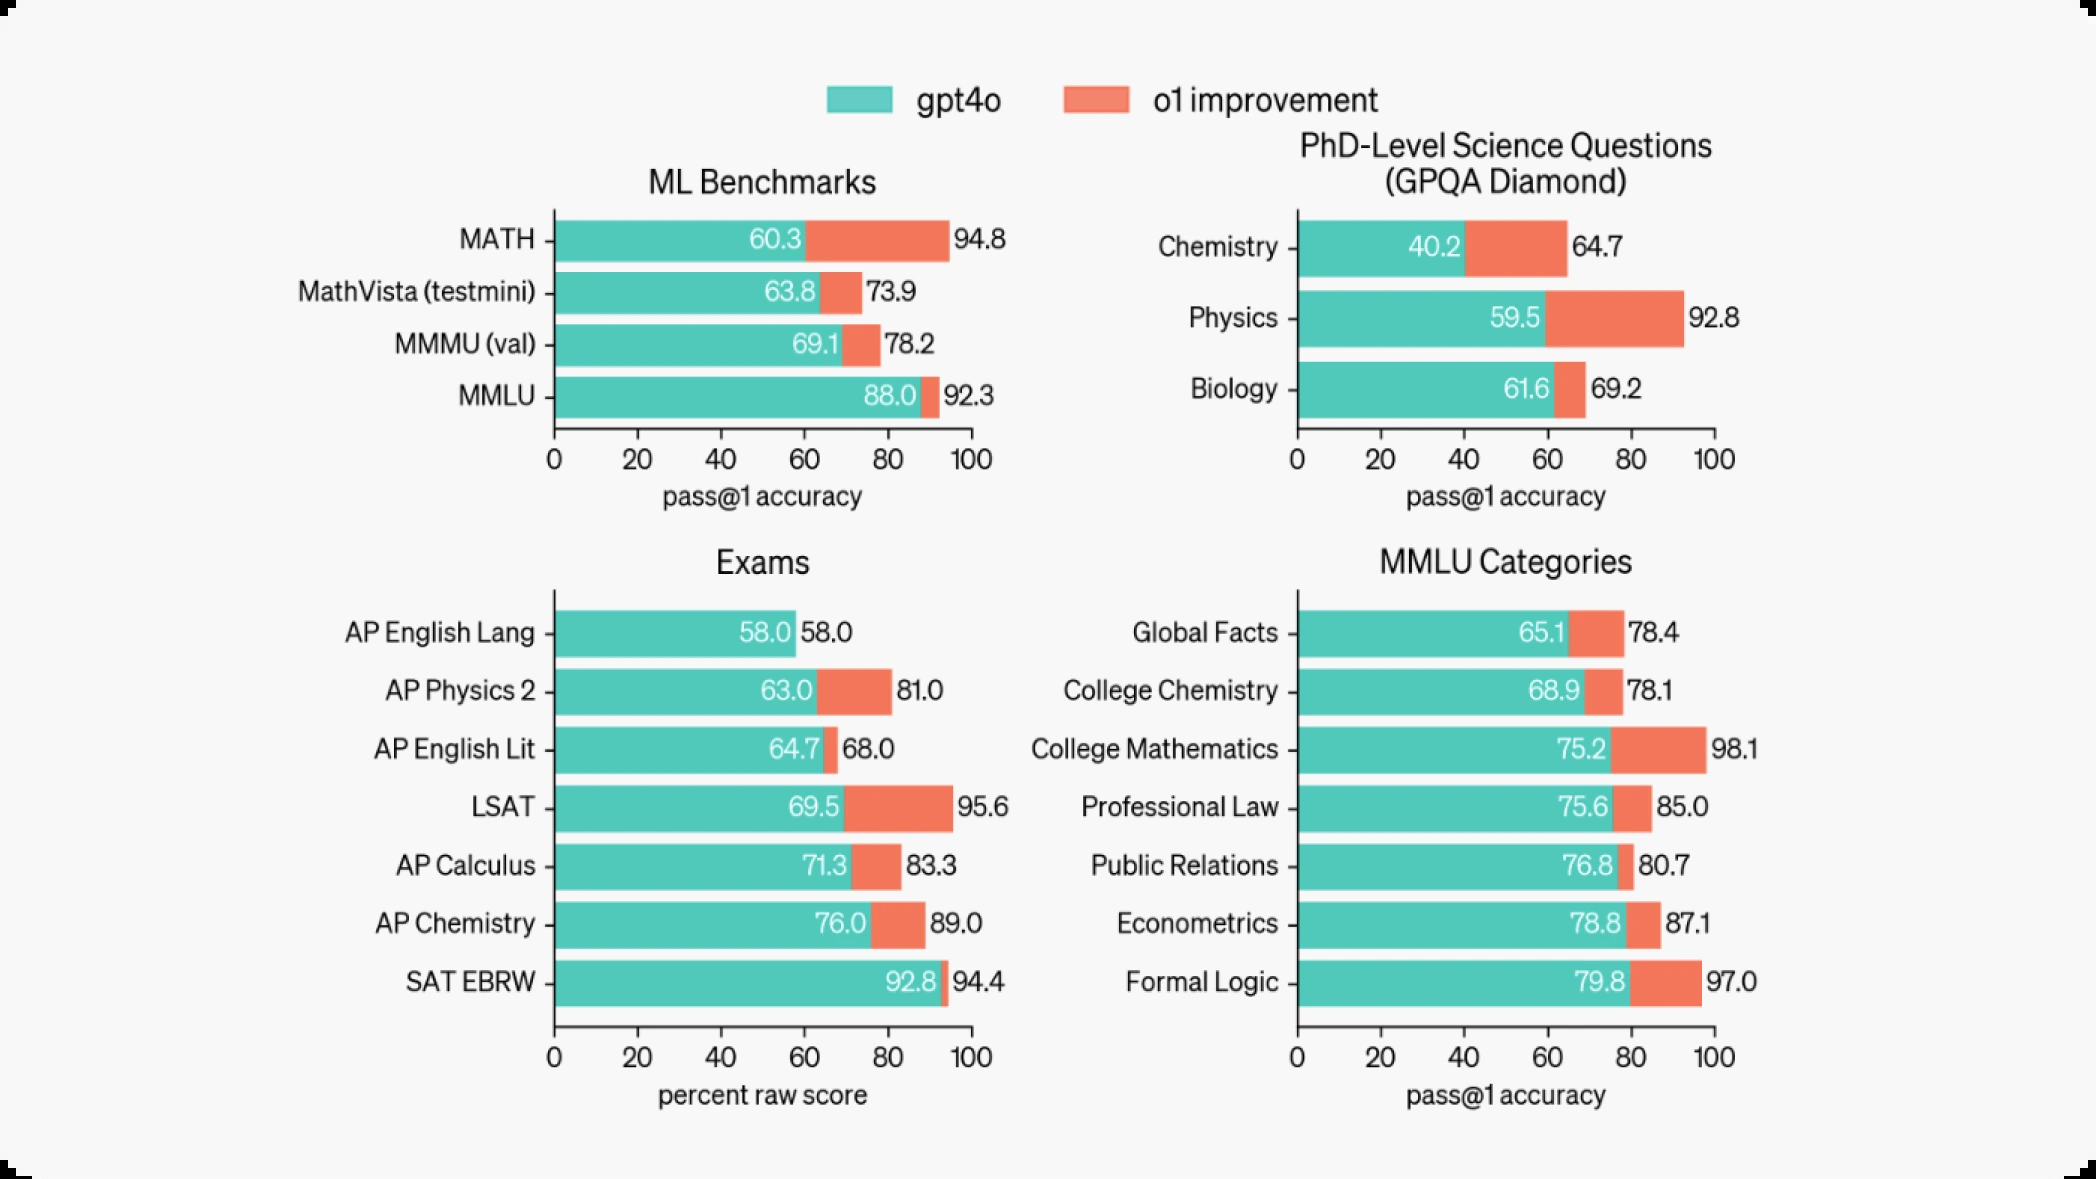 gpt4o
o1 improvement
ML Benchmarks
MATH
60.3
94.8
MathVista (testmini)
63.8
73.9
MMMU (val)
69.1
78.2
MMLU
88.0
92.3
0 20 40 60 80 100
pass@1 accuracy
PhD-Level Science Questions
(GPQA Diamond)
Chemistry
40.2
64.7
Physics
59.5
92.8
Biology
61.6
69.2
0 20 40 60 80 100
pass@1 accuracy
Exams
AP English Lang
58.0
58.0
AP Physics 2
63.0
81.0
AP English Lit
64.7
68.0
LSAT
69.5
95.6
AP Calculus
71.3
83.3
AP Chemistry
76.0
89.0
SAT EBRW
92.8
94.4
0 20 40 60 80 100
percent raw score
MMLU Categories
Global Facts
65.1
78.4
College Chemistry
68.9
78.1
College Mathematics
75.2
98.1
Professional Law
75.6
85.0
Public Relations
76.8
80.7
Econometrics
78.8
87.1
Formal Logic
79.8
97.0
0 20 40 60 80 100
pass@1 accuracy